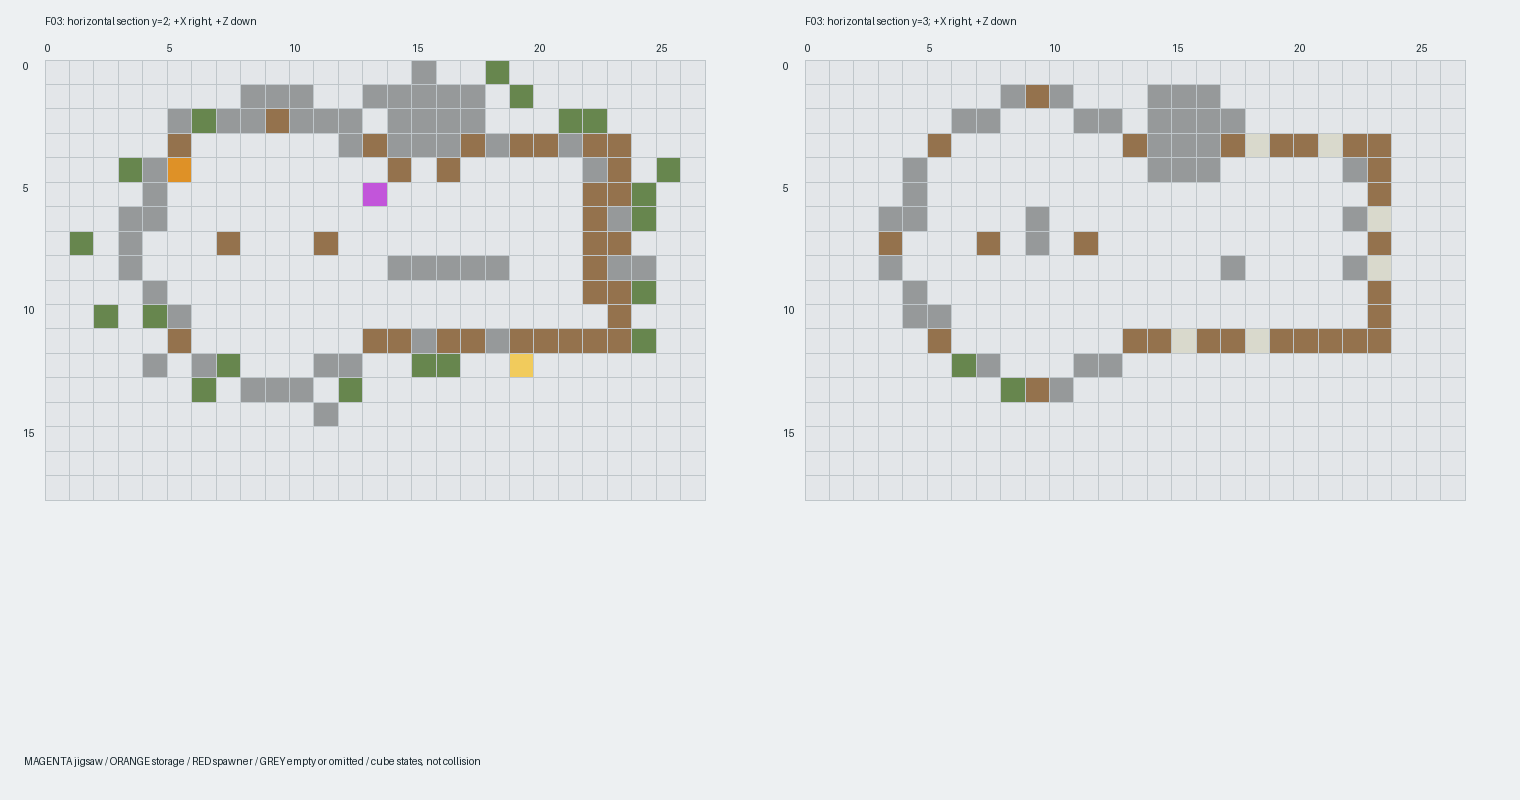 F03: horizontal section y=2; +X right, +Z down
F03: horizontal section y=3; +X right, +Z down
0 5 10 15 20 25
0 5 10 15 20 25
0
5
10
15
0
5
10
15
MAGENTA jigsaw / ORANGE storage / RED spawner / GREY empty or omitted / cube states, not collision